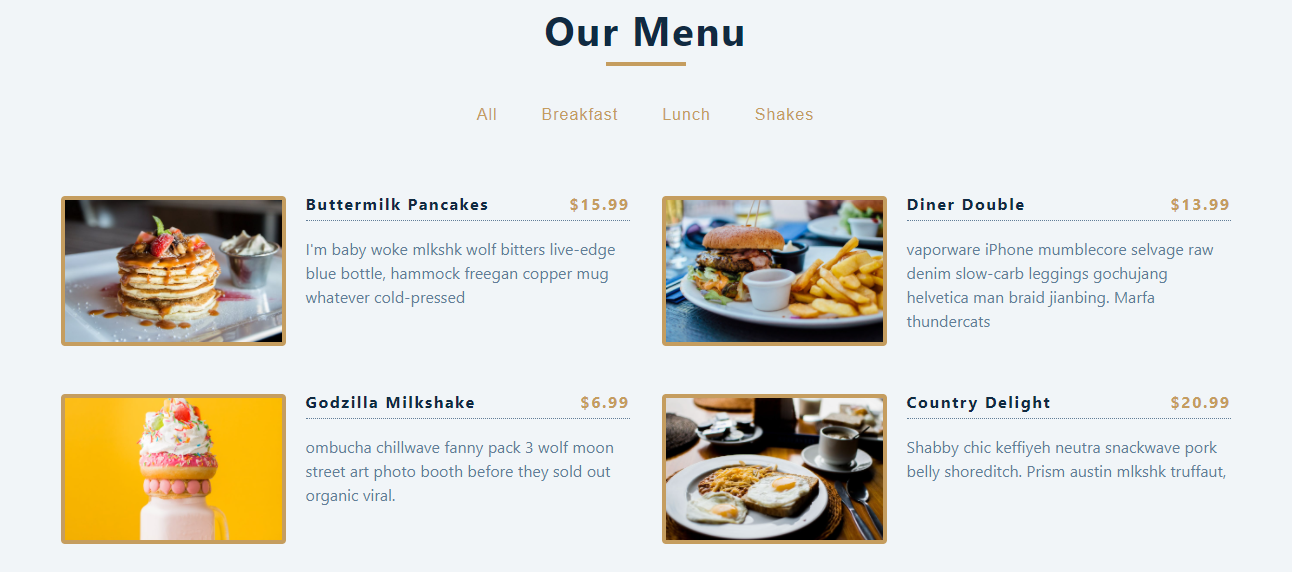 Our Menu
All Breakfast Lunch Shakes
Buttermilk Pancakes $15.99
I'm baby woke mlkshk wolf bitters live-edge
blue bottle, hammock freegan copper mug
whatever cold-pressed
Diner Double $13.99
vaporware iPhone mumblecore selvage raw
denim slow-carb leggings gochujang
helvetica man braid jianbing. Marfa
thundercats
Godzilla Milkshake $6.99
ombucha chillwave fanny pack 3 wolf moon
street art photo booth before they sold out
organic viral.
Country Delight $20.99
Shabby chic keffiyeh neutra snackwave pork
belly shoreditch. Prism austin mlkshk truffaut,